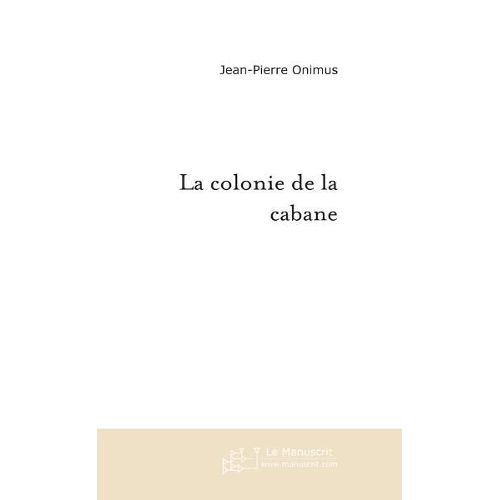 Jean-Pierre Onimus
La colonie de la
cabane
Le Manuscrit
www.manuscrit.com